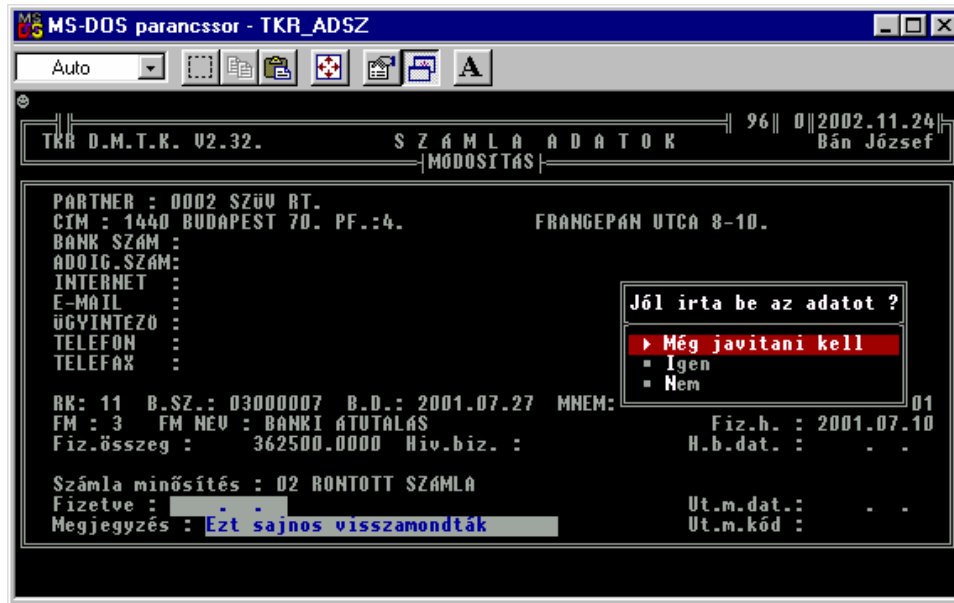 MS-DOS parancssor - TKR_ADSZ
Auto
96 0 2002.11.24
TKR D.M.T.K. V2.32. SZÁMLA ADATOK Bán József
MÓDOSÍTÁS
PARTNER : 0002 SZÜV RT.
CÍM : 1440 BUDAPEST 70. PF.:4. FRANGEPÁN UTCA 8-10.
BANK SZÁM :
ADOIG.SZÁM:
INTERNET :
E-MAIL :
ÜGYINTÉZŐ :
TELEFON :
TELEFAX :
Jól irta be az adatot ?
Még javitani kell
Igen
Nem
RK: 11 B.SZ.: 03000007 B.D.: 2001.07.27 MNEM: 01
FM : 3 FM NÉV : BANKI ÁTUTALÁS Fiz.h. : 2001.07.10
Fiz.összeg : 362500.0000 Hiv.biz. : H.b.dat. : . .
Számla minősítés : 02 RONTOTT SZÁMLA
Fizetve : . . Ut.m.dat.: . .
Megjegyzés : Ezt sajnos visszamondták Ut.m.kód :